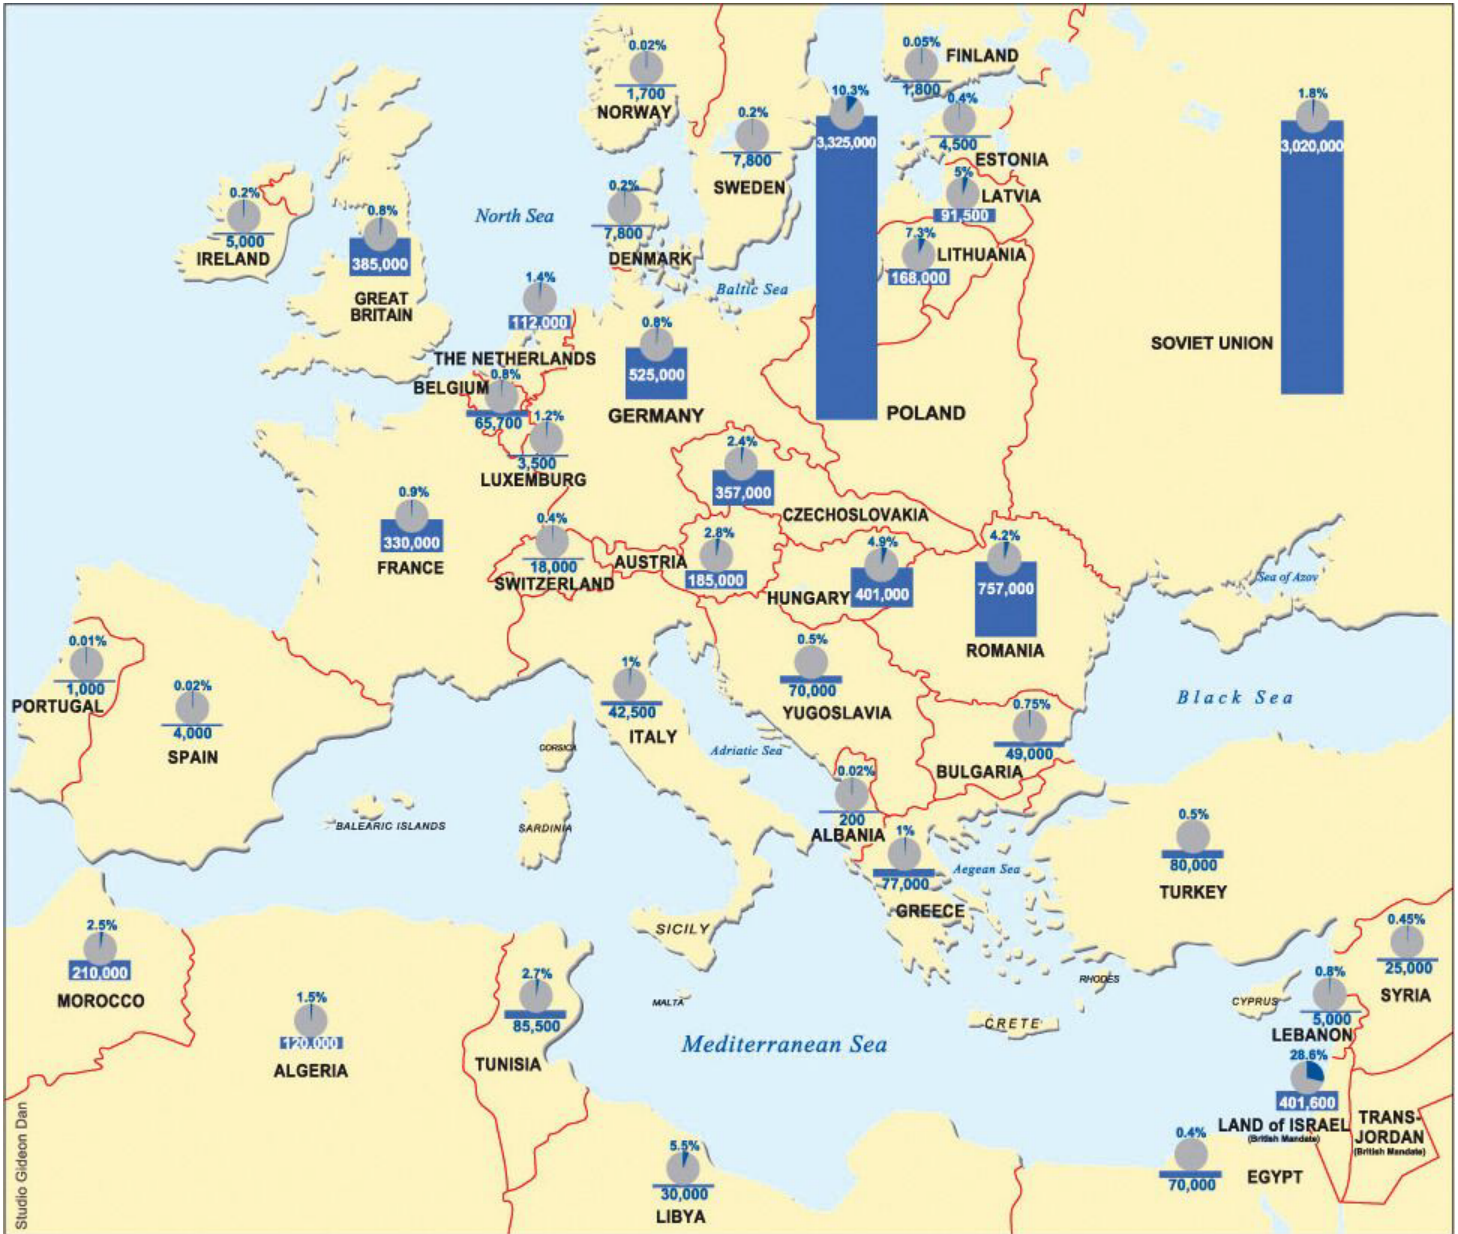 0.02%
1,700
NORWAY
0.05%
FINLAND
1,800
0.2%
7,800
SWEDEN
10.3%
3,325,000
POLAND
0.4%
4,500
ESTONIA
5%
LATVIA
91,500
7.3%
LITHUANIA
168,000
1.8%
3,020,000
SOVIET UNION
0.2%
5,000
IRELAND
0.8%
385,000
GREAT
BRITAIN
North Sea
0.2%
7,800
DENMARK
Baltic Sea
1.4%
112,000
THE NETHERLANDS
BELGIUM
0.8%
65,700
1.2%
3,500
LUXEMBURG
0.8%
525,000
GERMANY
2.4%
357,000
CZECHOSLOVAKIA
0.9%
330,000
FRANCE
0.4%
18,000
SWITZERLAND
AUSTRIA
2.8%
185,000
4.9%
HUNGARY
401,000
4.2%
757,000
ROMANIA
Sea of Azov
Black Sea
0.01%
1,000
PORTUGAL
0.02%
4,000
SPAIN
1%
42,500
ITALY
CORSICA
SARDINIA
BALEARIC ISLANDS
Adriatic Sea
0.5%
70,000
YUGOSLAVIA
0.75%
49,000
BULGARIA
0.02%
200
ALBANIA
1%
77,000
GREECE
Aegean Sea
0.5%
80,000
TURKEY
SICILY
MALTA
CRETE
RHODES
CYPRUS
Mediterranean Sea
2.5%
210,000
MOROCCO
1.5%
120,000
ALGERIA
2.7%
85,500
TUNISIA
5.5%
30,000
LIBYA
0.45%
25,000
SYRIA
0.8%
5,000
LEBANON
28.6%
401,600
LAND of ISRAEL
(British Mandate)
TRANS-
JORDAN
(British Mandate)
0.4%
70,000
EGYPT
Studio Gideon Dan